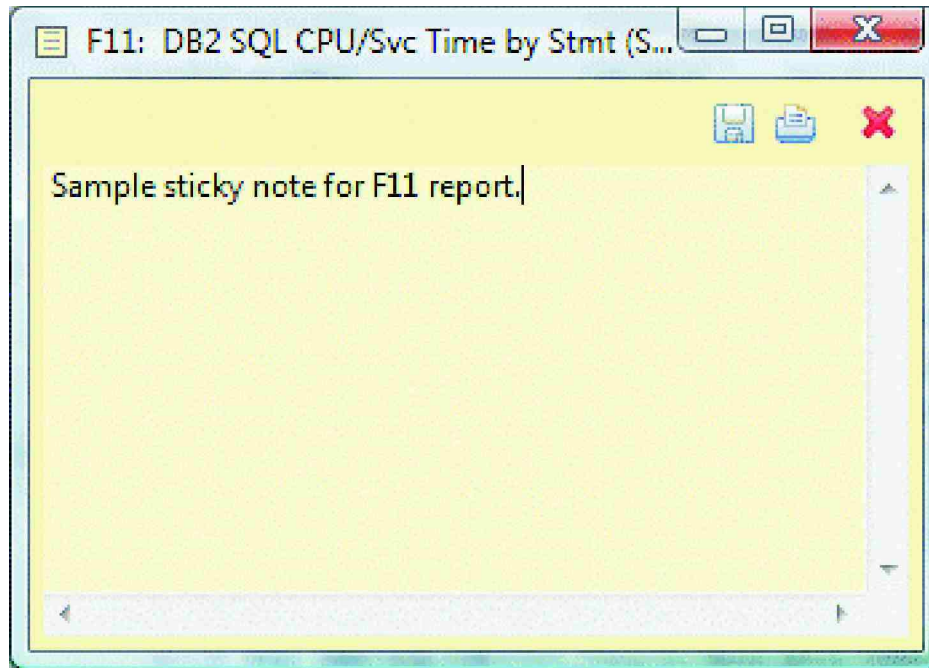 F11: DB2 SQL CPU/Svc Time by Stmt (S...
Sample sticky note for F11 report.